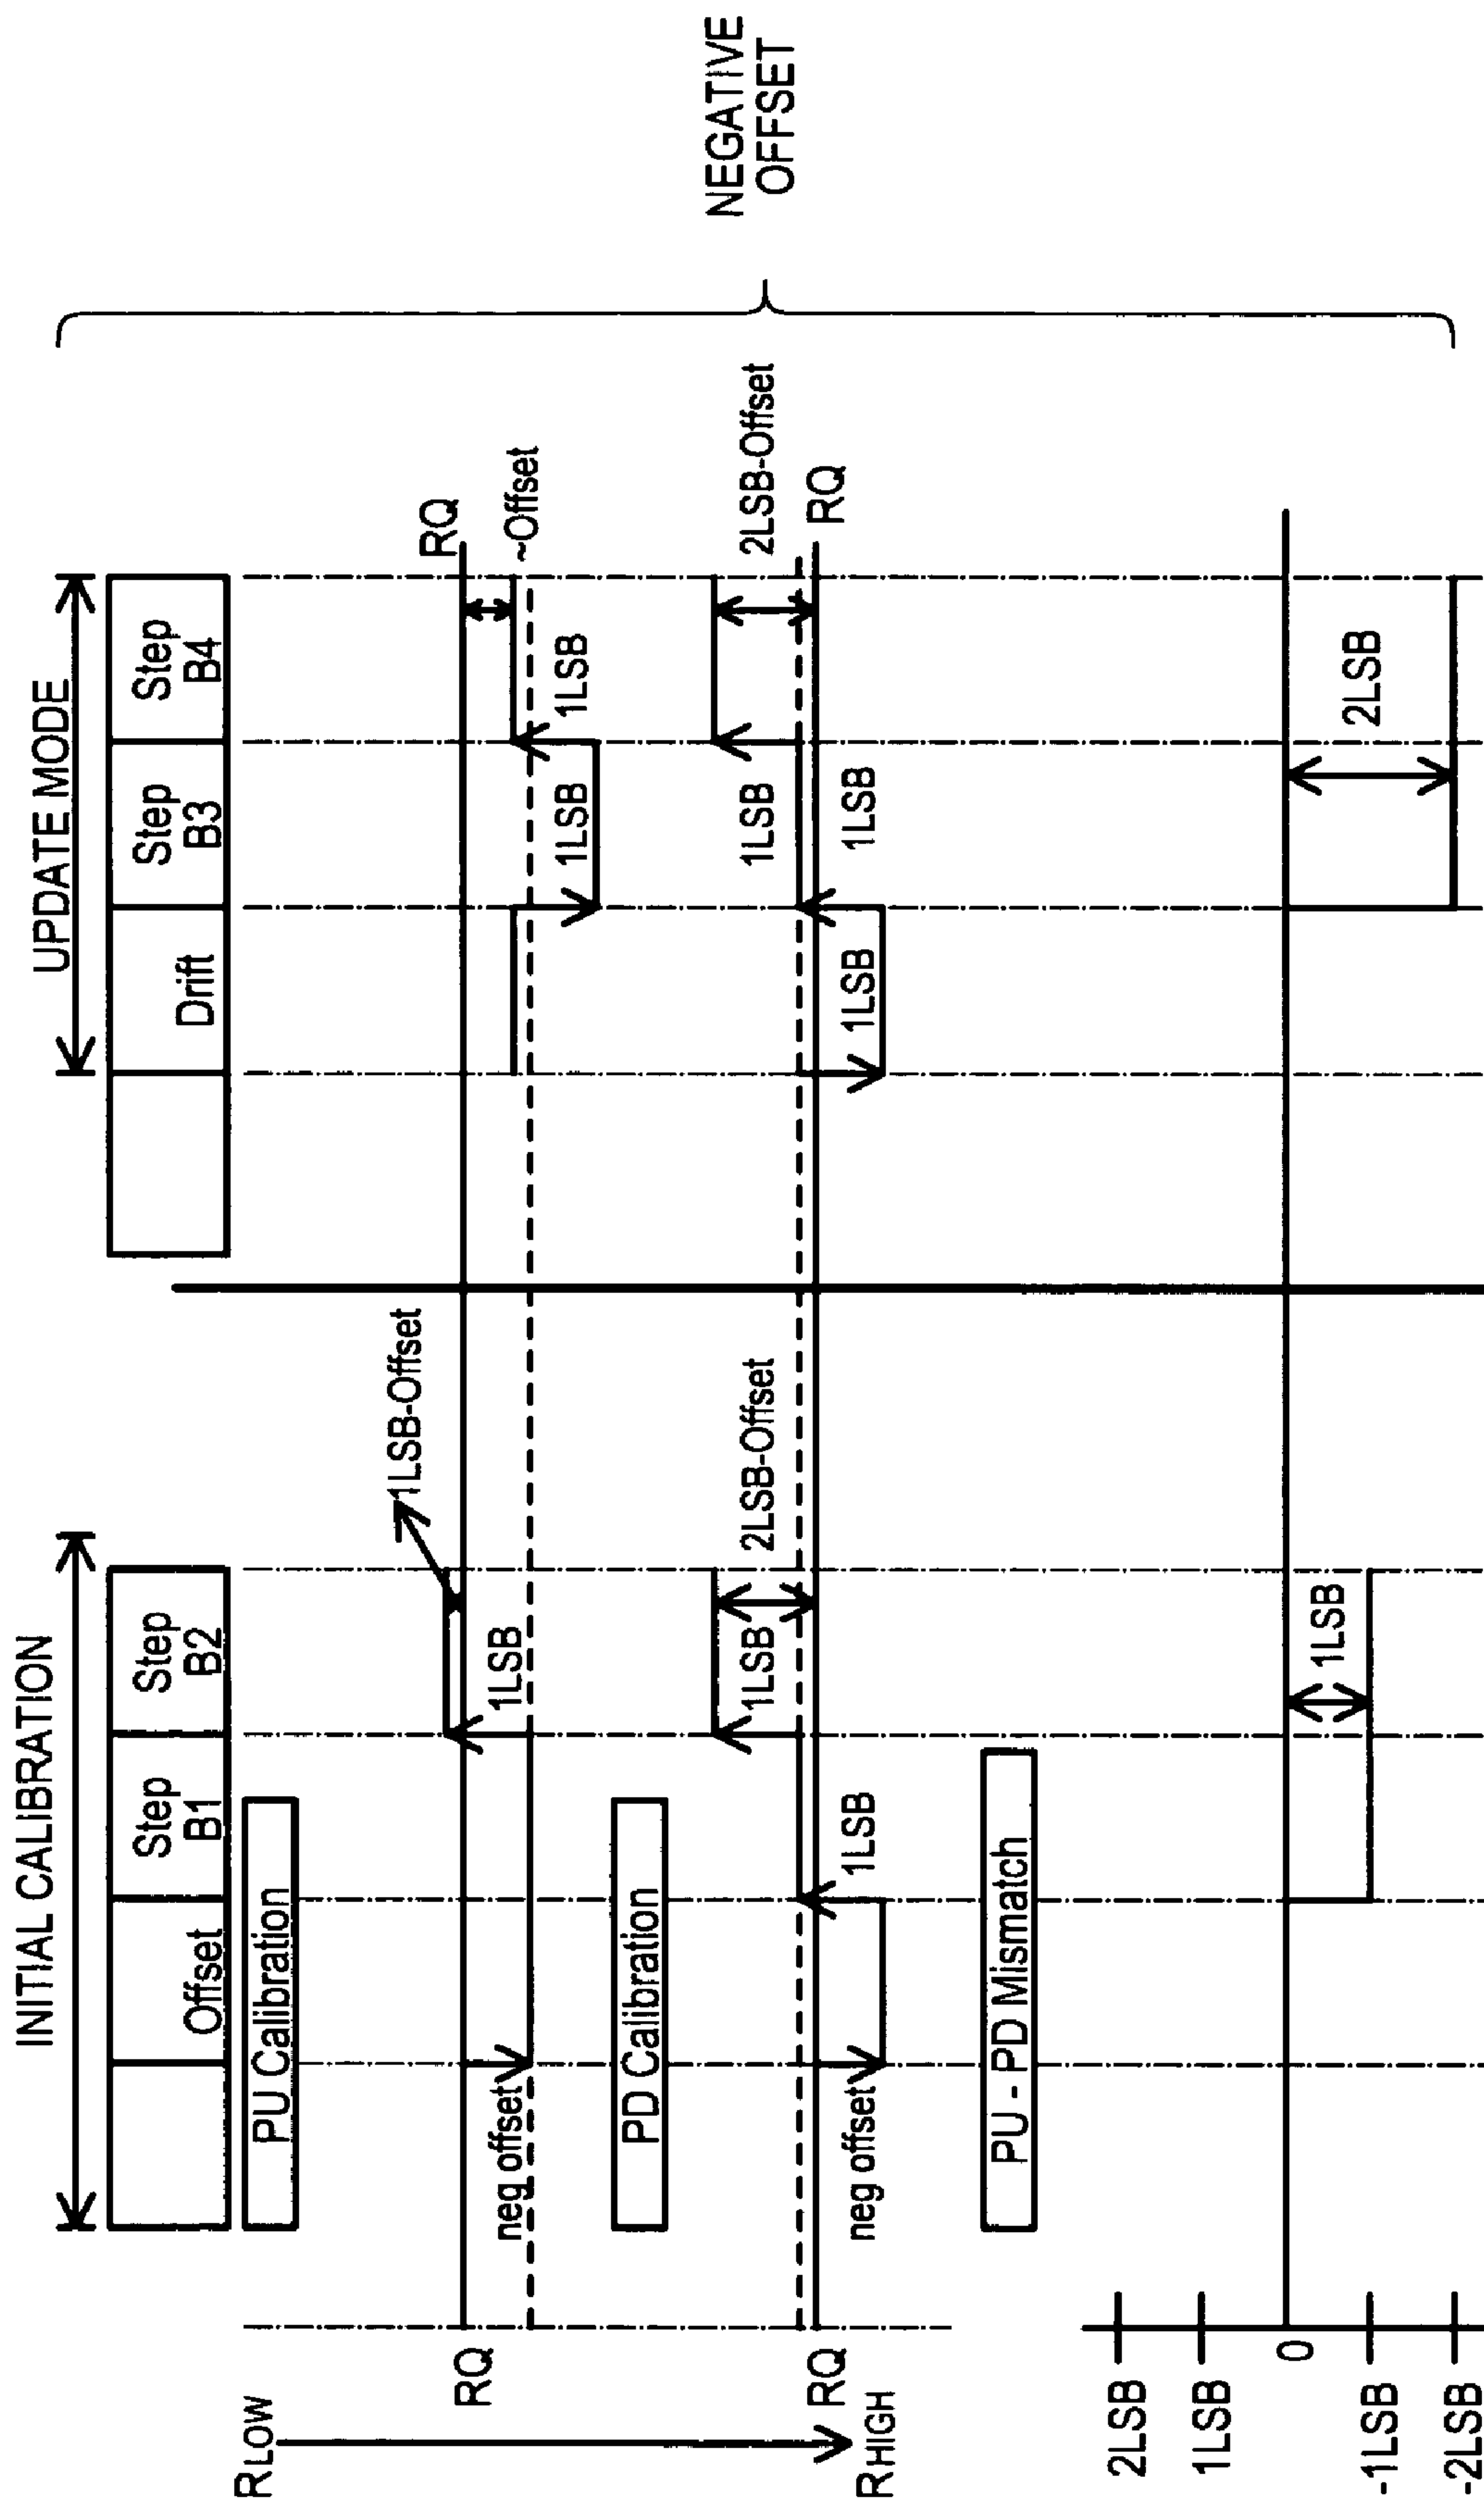 INITIAL CALIBRATION
UPDATE MODE
Offset
Step
B1
Step
B2
Drift
Step
B3
Step
B4
NEGATIVE
OFFSET
RLOW
PU Calibration
1LSB-Offset
RQ
RQ
neg offset
1LSB
~Offset
1LSB
1LSB
PD Calibration
1LSB
2LSB-Offset
1LSB
2LSB-Offset
RQ
RQ
RHIGH
neg offset
1LSB
1LSB
1LSB
PU - PD Mismatch
2LSB
1LSB
0
-1LSB
-2LSB
1LSB
2LSB